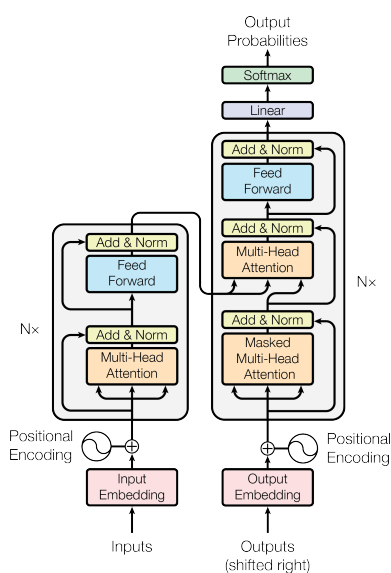 Output
Probabilities
Softmax
Linear
Add & Norm
Feed
Forward
Add & Norm
Multi-Head
Attention
Add & Norm
Masked
Multi-Head
Attention
N×
Add & Norm
Feed
Forward
N×
Add & Norm
Multi-Head
Attention
Positional
Encoding
Positional
Encoding
Input
Embedding
Output
Embedding
Inputs
Outputs
(shifted right)